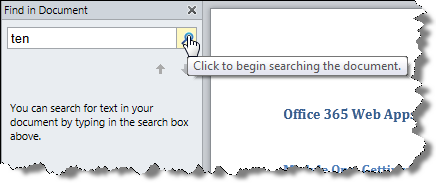 Find in Document
ten
Click to begin searching the document.
You can search for text in your
document by typing in the search box
above.
Office 365 Web Apps